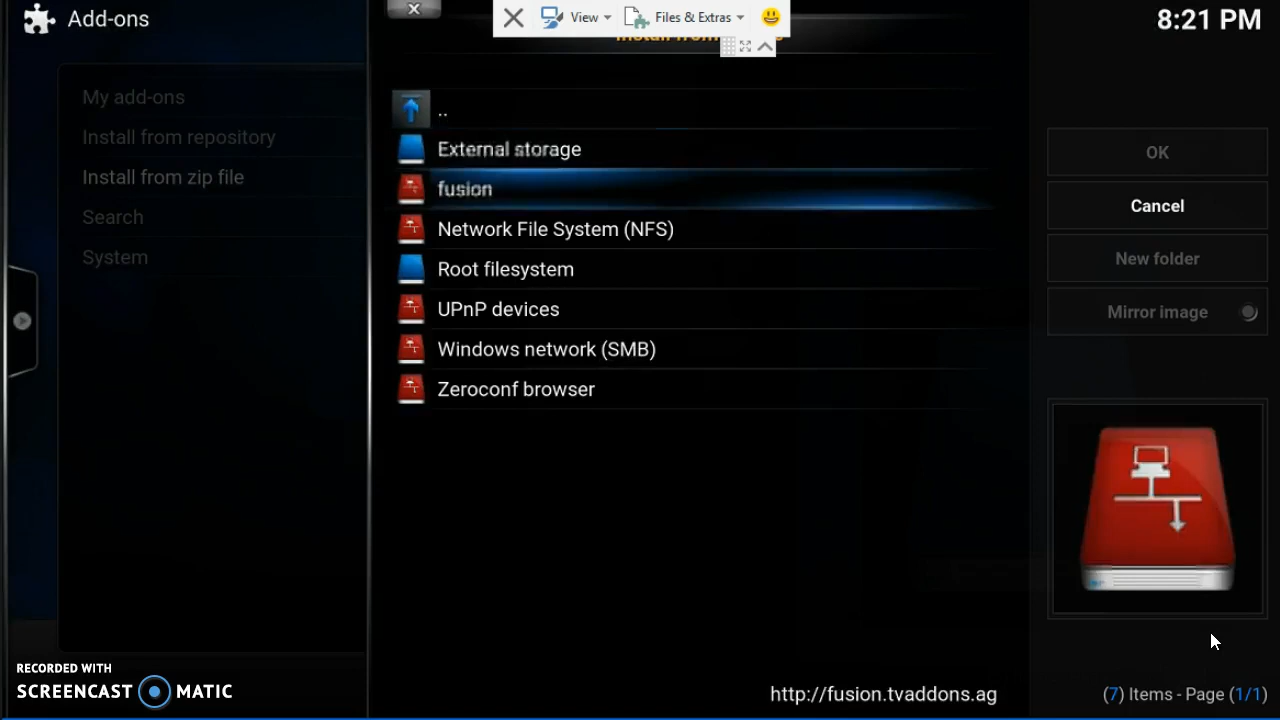 Add-ons
View
Files & Extras
8:21 PM
My add-ons
Install from repository
Install from zip file
Search
System
..
External storage
fusion
Network File System (NFS)
Root filesystem
UPnP devices
Windows network (SMB)
Zeroconf browser
OK
Cancel
New folder
Mirror image
RECORDED WITH
SCREENCAST MATIC
http://fusion.tvaddons.ag
(7) Items - Page (1/1)